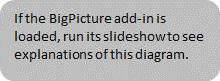 If the BigPicture add-in is
loaded, run its slideshow to see
explanations of this diagram.